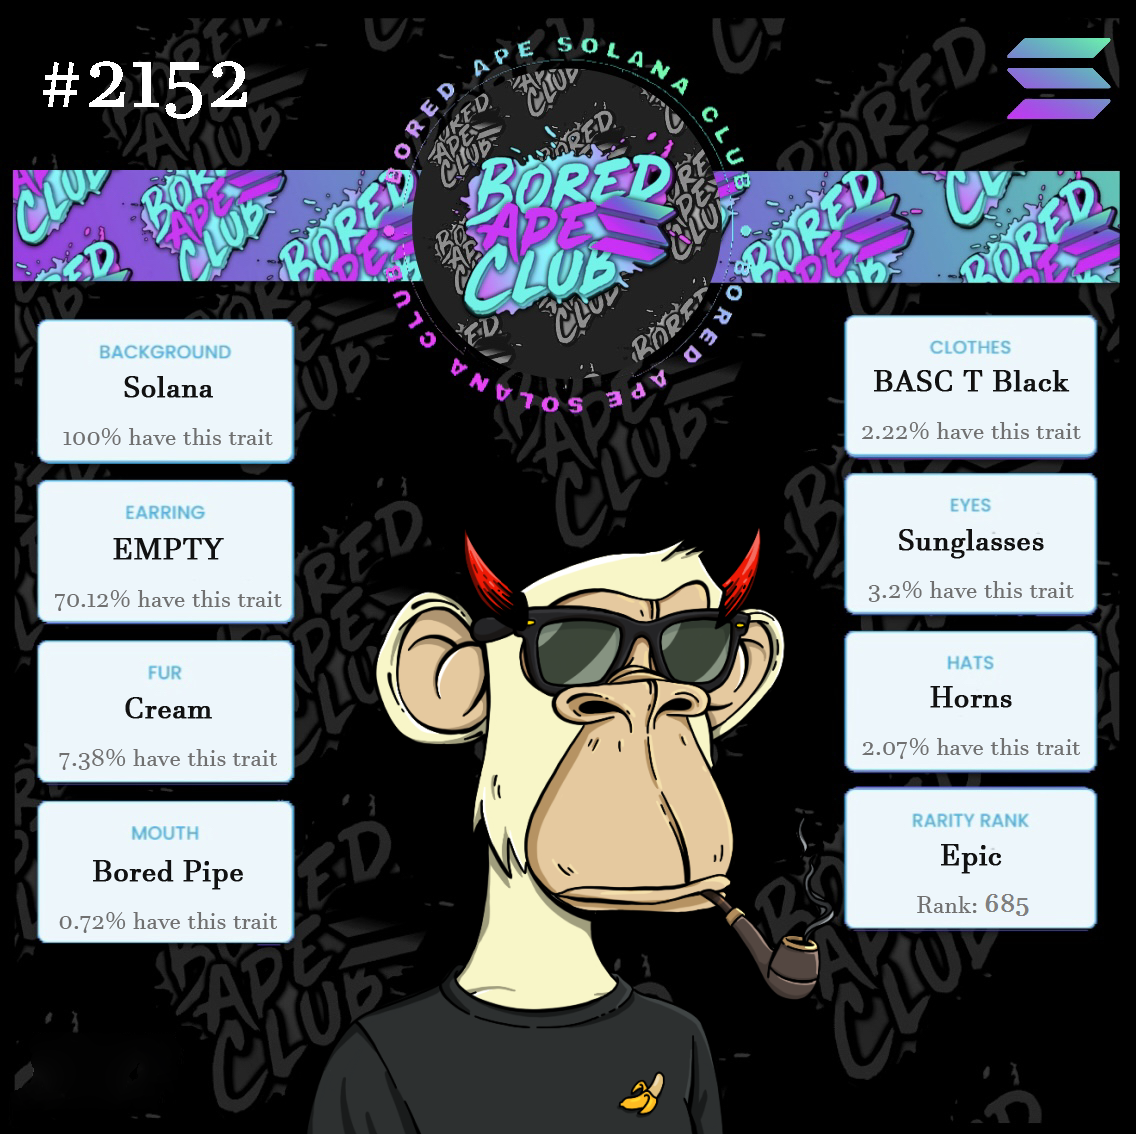 #2152
BORED APE SOLANA CLUB
BORED APE SOLANA CLUB
BORED
APE
CLUB
BACKGROUND
Solana
100% have this trait
EARRING
EMPTY
70.12% have this trait
FUR
Cream
7.38% have this trait
MOUTH
Bored Pipe
0.72% have this trait
CLOTHES
BASC T Black
2.22% have this trait
EYES
Sunglasses
3.2% have this trait
HATS
Horns
2.07% have this trait
RARITY RANK
Epic
Rank: 685